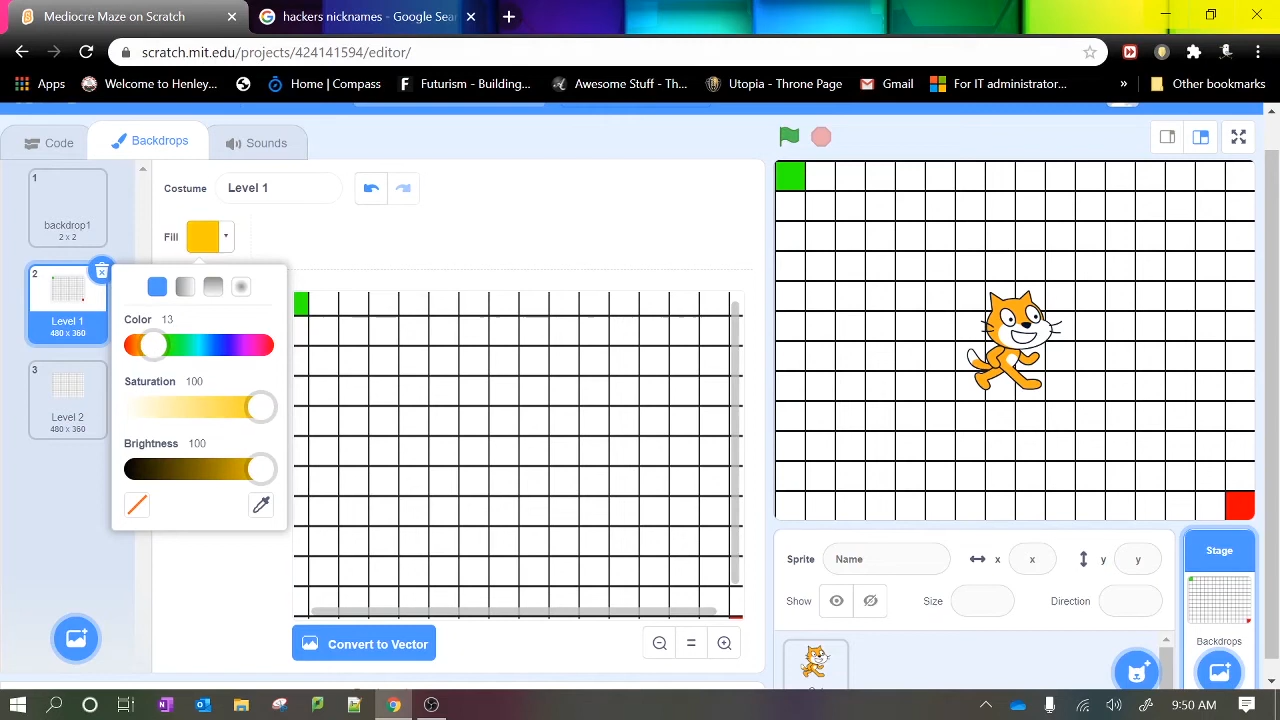 Mediocre Maze on Scratch
hackers nicknames - Google Sea
scratch.mit.edu/projects/424141594/editor/
Apps Welcome to Henley... Home | Compass Futurism - Building... Awesome Stuff - Th... Utopia - Throne Page Gmail For IT administrator... » Other bookmarks
Code Backdrops Sounds
1
backdrop1
2 x 2
2
Level 1
480 x 360
3
Level 2
480 x 360
Costume Level 1
Fill
Color 13
Saturation 100
Brightness 100
Convert to Vector
Sprite Name x x y y
Show Size Direction
Stage
Backdrops
9:50 AM